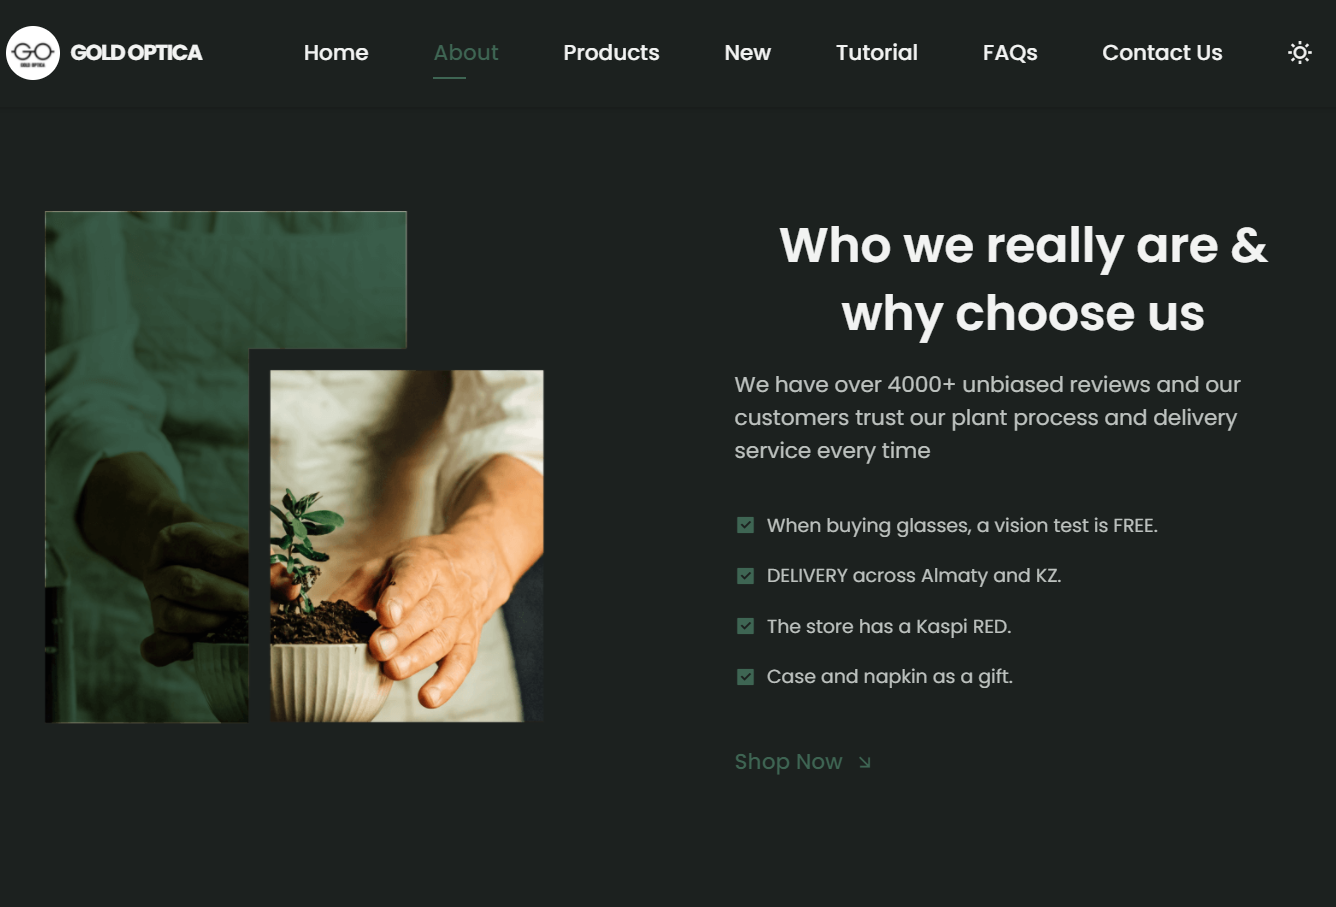 GO
GOLD OPTICA
GOLD OPTICA
Home
About
Products
New
Tutorial
FAQs
Contact Us
Who we really are &
why choose us
We have over 4000+ unbiased reviews and our
customers trust our plant process and delivery
service every time
When buying glasses, a vision test is FREE.
DELIVERY across Almaty and KZ.
The store has a Kaspi RED.
Case and napkin as a gift.
Shop Now